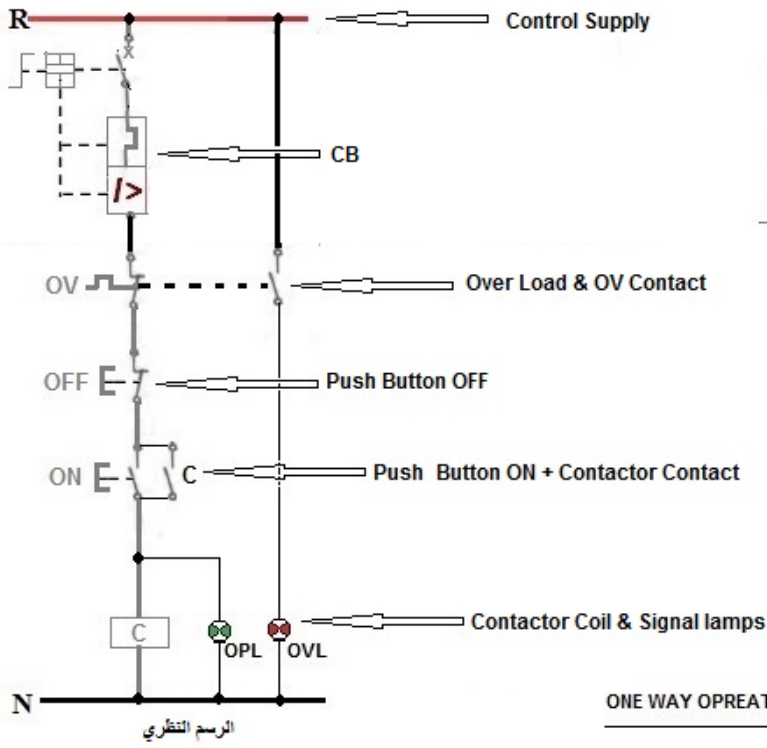 R
Control Supply
CB
I>
OV
Over Load & OV Contact
OFF
Push Button OFF
ON
C
Push Button ON + Contactor Contact
C
OPL
OVL
Contactor Coil & Signal lamps
N
ONE WAY OPREAT
الرسم النظري